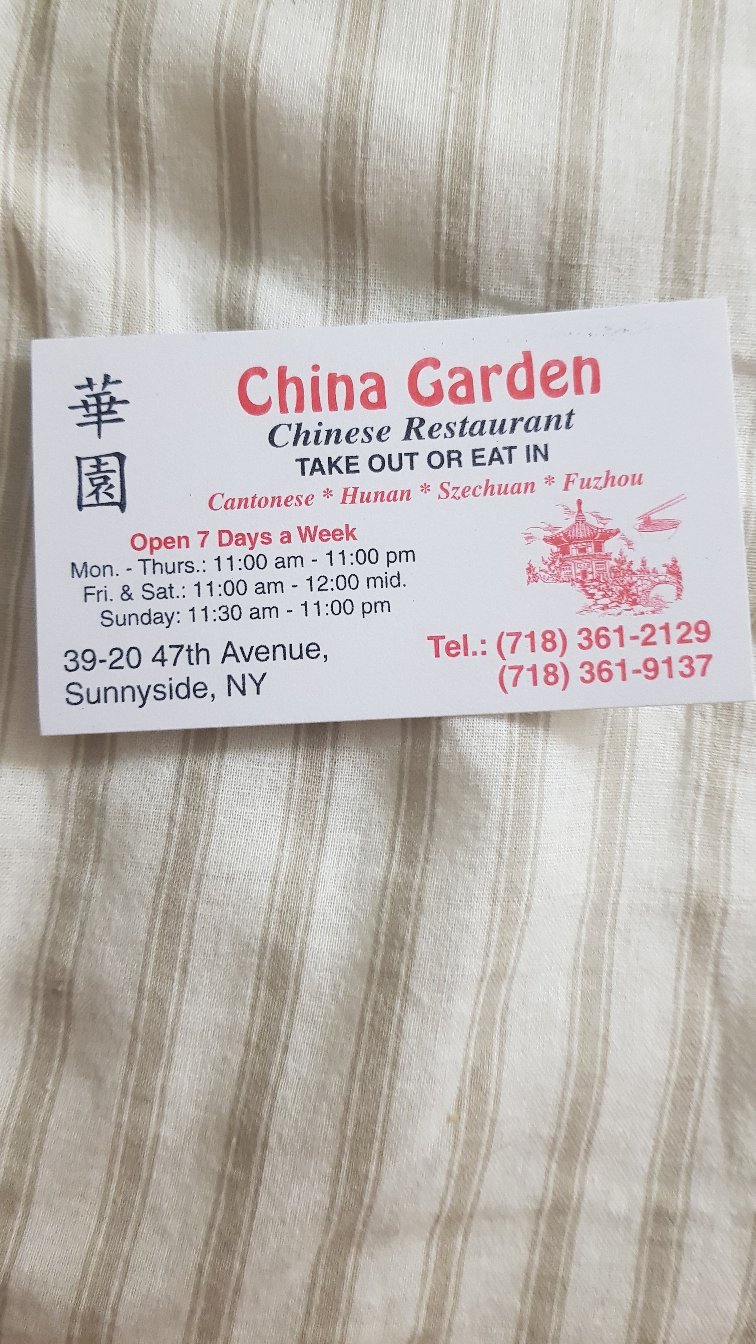 華
園
China Garden
Chinese Restaurant
TAKE OUT OR EAT IN
Cantonese * Hunan * Szechuan * Fuzhou
Open 7 Days a Week
Mon. - Thurs.: 11:00 am - 11:00 pm
Fri. & Sat.: 11:00 am - 12:00 mid.
Sunday: 11:30 am - 11:00 pm
39-20 47th Avenue,
Sunnyside, NY
Tel.: (718) 361-2129
(718) 361-9137